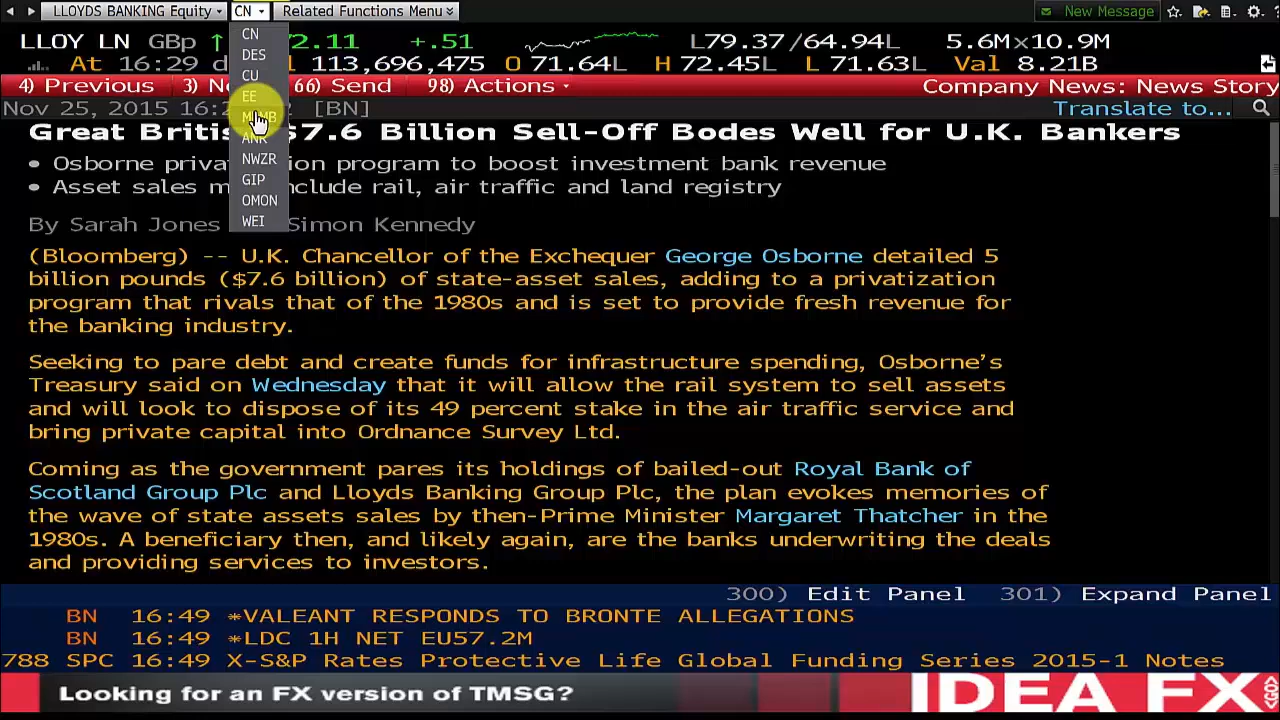 LLOYDS BANKING Equity CN Related Functions Menu New Message
CN
DES
CU
EE
ANR
NWZR
GIP
OMON
WEI
LLOY LN GBp 72.11 +.51 L79.37/64.94L 5.6M×10.9M
At 16:29 d 113,696,475 O 71.64L H 72.45L L 71.63L Val 8.21B
4) Previous 3) 66) Send 98) Actions Company News: News Story
Nov 25, 2015 [BN] Translate to...
Great $7.6 Billion Sell-Off Bodes Well for U.K. Bankers
• Osborne program to boost investment bank revenue
• Asset sales include rail, air traffic and land registry
By Sarah Jones Simon Kennedy
(Bloomberg) -- U.K. Chancellor of the Exchequer George Osborne detailed 5
billion pounds ($7.6 billion) of state-asset sales, adding to a privatization
program that rivals that of the 1980s and is set to provide fresh revenue for
the banking industry.
Seeking to pare debt and create funds for infrastructure spending, Osborne's
Treasury said on Wednesday that it will allow the rail system to sell assets
and will look to dispose of its 49 percent stake in the air traffic service and
bring private capital into Ordnance Survey Ltd.
Coming as the government pares its holdings of bailed-out Royal Bank of
Scotland Group Plc and Lloyds Banking Group Plc, the plan evokes memories of
the wave of state assets sales by then-Prime Minister Margaret Thatcher in the
1980s. A beneficiary then, and likely again, are the banks underwriting the deals
and providing services to investors.
300) Edit Panel 301) Expand Panel
BN 16:49 *VALEANT RESPONDS TO BRONTE ALLEGATIONS
BN 16:49 *LDC 1H NET EU57.2M
788 SPC 16:49 X-S&P Rates Protective Life Global Funding Series 2015-1 Notes
Looking for an FX version of TMSG? IDEA FX